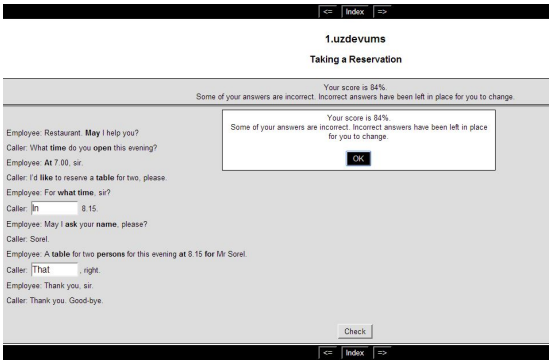 <= Index =>
1.uzdevums
Taking a Reservation
Your score is 84%.
Some of your answers are incorrect. Incorrect answers have been left in place for you to change.
Your score is 84%.
Some of your answers are incorrect. Incorrect answers have been left in place
for you to change.
OK
Employee: Restaurant. May I help you?
Caller: What time do you open this evening?
Employee: At 7.00, sir.
Caller: I'd like to reserve a table for two, please.
Employee: For what time, sir?
Caller: In 8.15.
Employee: May I ask your name, please?
Caller: Sorel.
Employee: A table for two persons for this evening at 8.15 for Mr Sorel.
Caller: That , right.
Employee: Thank you, sir.
Caller: Thank you. Good-bye.
Check
<= Index =>